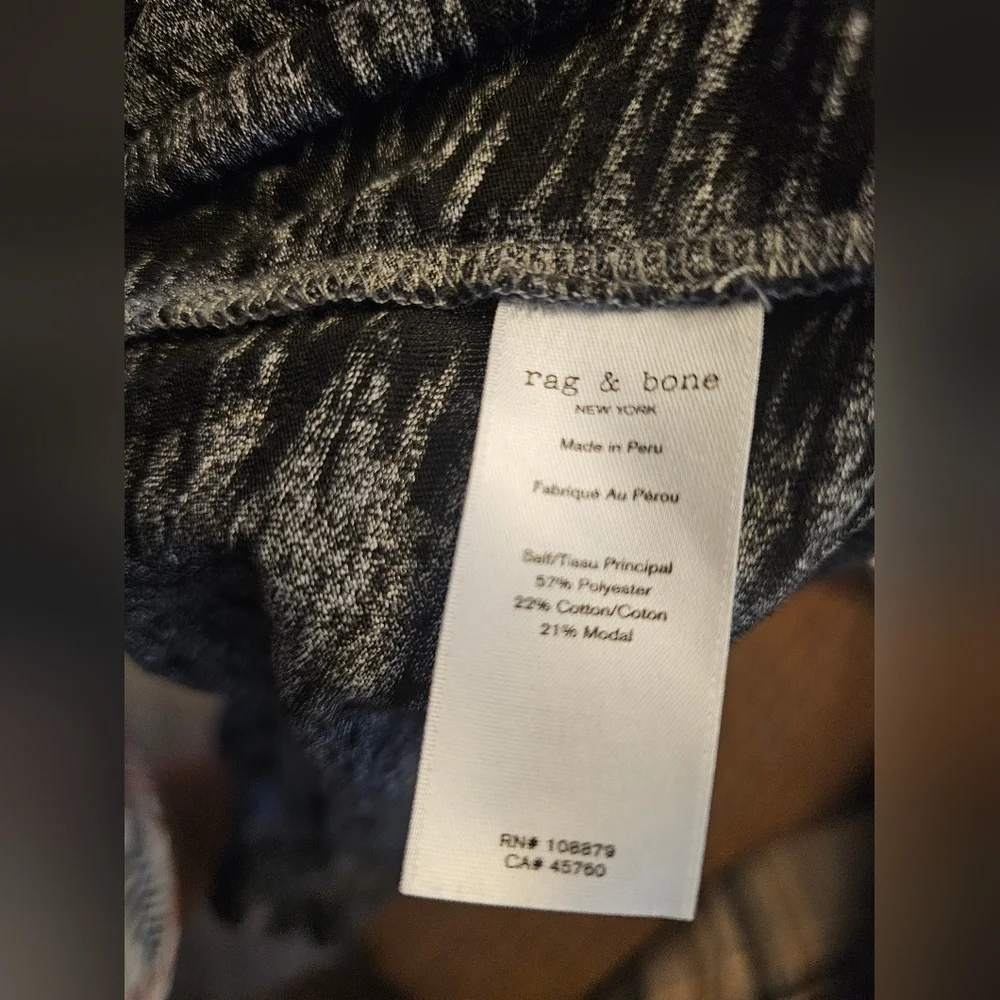 rag & bone
NEW YORK
Made in Peru
Fabriqué Au Pérou
Self/Tissu Principal
57% Polyester
22% Cotton/Coton
21% Modal
RN# 108879
CA# 45760